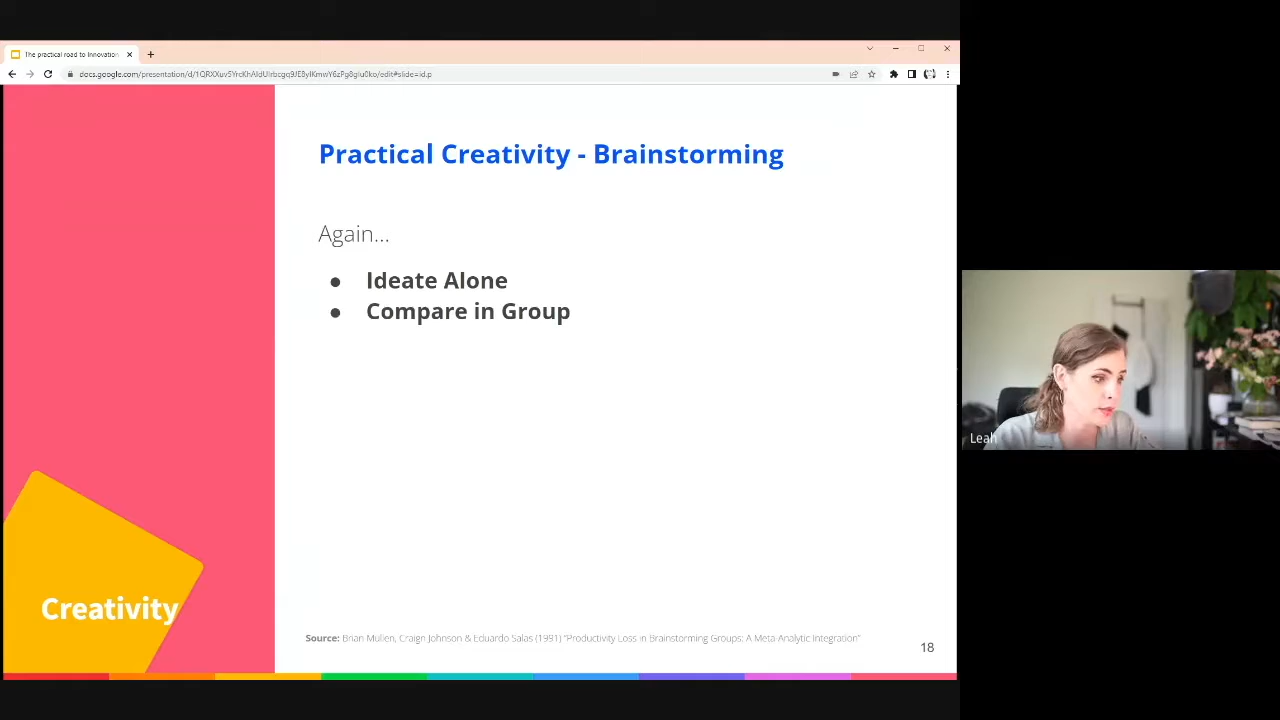 The practical road to Innovation
Practical Creativity - Brainstorming
Again...
● Ideate Alone
● Compare in Group
Leah
Creativity
Source: Brian Mullen, Craign Johnson & Eduardo Salas (1991) "Productivity Loss in Brainstorming Groups: A Meta-Analytic Integration"
18